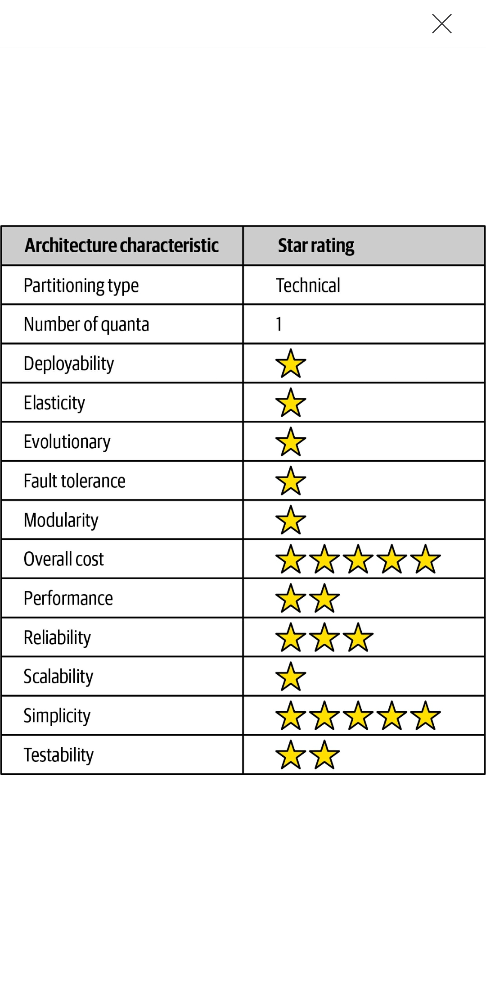 Architecture characteristic Star rating
Partitioning type Technical
Number of quanta 1
Deployability
Elasticity
Evolutionary
Fault tolerance
Modularity
Overall cost
Performance
Reliability
Scalability
Simplicity
Testability